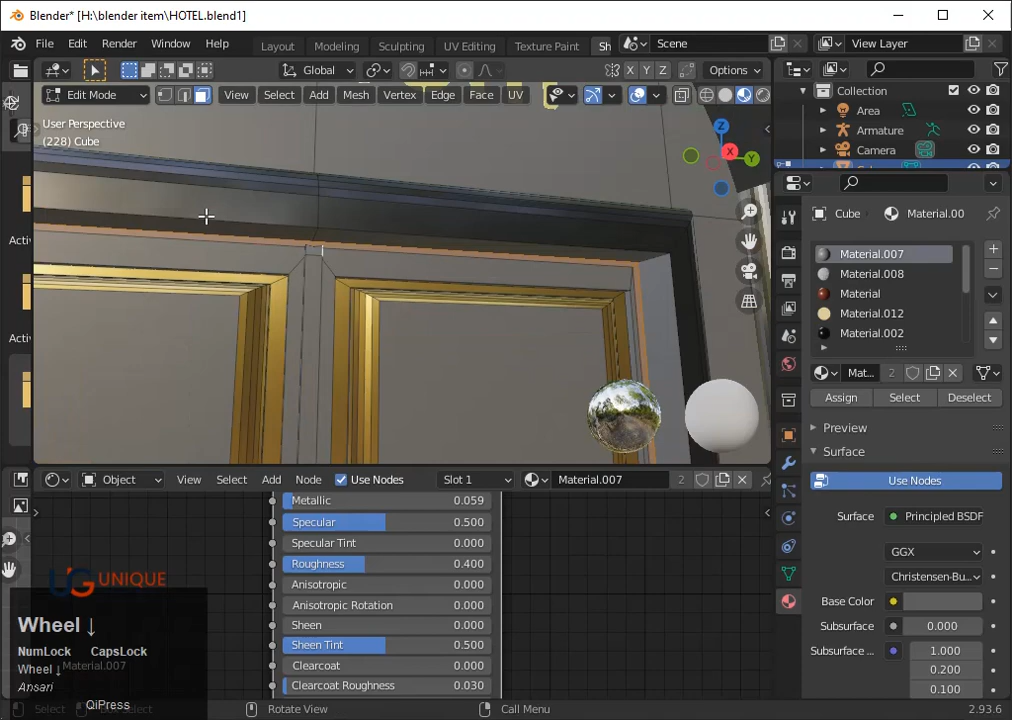 Blender* [H:\blender item\HOTEL.blend1]
File Edit Render Window Help Layout Modeling Sculpting UV Editing Texture Paint Sh Scene View Layer
Global X Y Z Options
Edit Mode View Select Add Mesh Vertex Edge Face UV
User Perspective
(228) Cube
Z
X
Y
Collection
Area
Armature
Camera
Cube Material.00
Material.007
Material.008
Material
Material.012
Material.002
Mat... 2
Assign Select Deselect
Preview
Surface
Use Nodes
Surface Principled BSDF
GGX
Christensen-Bu...
Base Color
Subsurface 0.000
Subsurface ... 1.000
0.200
0.100
Acti
Acti
Object View Select Add Node Use Nodes Slot 1 Material.007 2
Metallic 0.059
Specular 0.500
Specular Tint 0.000
Roughness 0.400
Anisotropic 0.000
Anisotropic Rotation 0.000
Sheen 0.000
Sheen Tint 0.500
Clearcoat 0.000
Clearcoat Roughness 0.030
UG UNIQUE
Wheel ↓
NumLock CapsLock
Wheel ↓
Material.007
Ansari
QiPress
Select Box Select Rotate View Call Menu 2.93.6